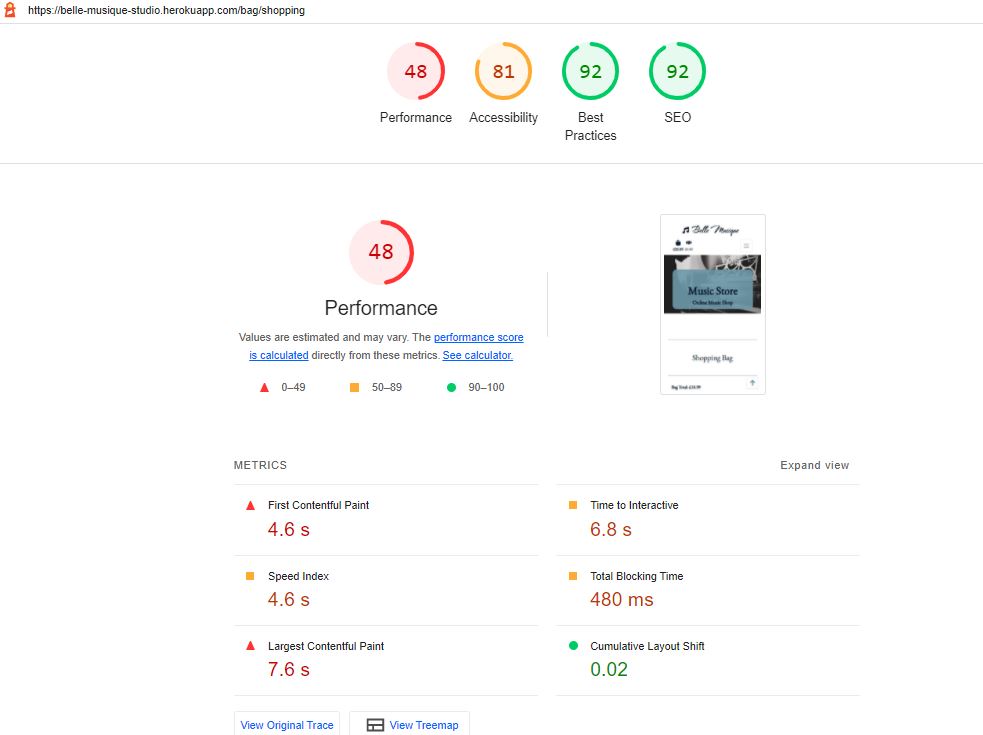 https://belle-musique-studio.herokuapp.com/bag/shopping
48
81
92
92
Performance
Accessibility
Best
Practices
SEO
48
Performance
Values are estimated and may vary. The performance score
is calculated directly from these metrics. See calculator.
0–49
50–89
90–100
Belle Musique
Music Store
Online Music Shop
Shopping Bag
METRICS
Expand view
First Contentful Paint
4.6 s
Time to Interactive
6.8 s
Speed Index
4.6 s
Total Blocking Time
480 ms
Largest Contentful Paint
7.6 s
Cumulative Layout Shift
0.02
View Original Trace
View Treemap